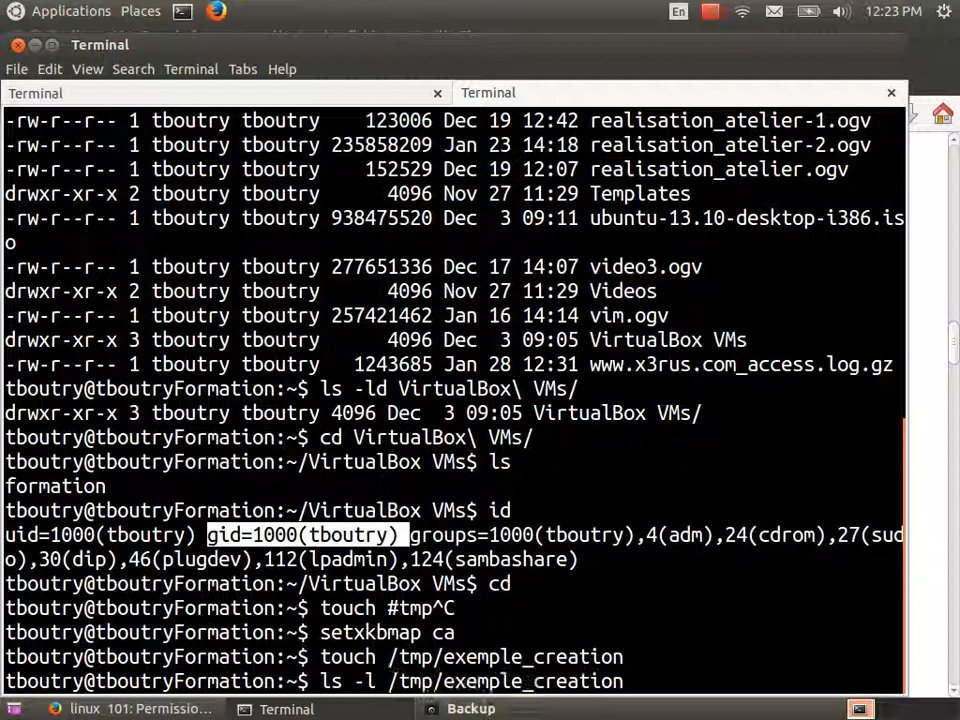 Applications Places En 12:23 PM
Terminal
File Edit View Search Terminal Tabs Help
Terminal Terminal
-rw-r--r-- 1 tboutry tboutry 123006 Dec 19 12:42 realisation_atelier-1.ogv
-rw-r--r-- 1 tboutry tboutry 235858209 Jan 23 14:18 realisation_atelier-2.ogv
-rw-r--r-- 1 tboutry tboutry 152529 Dec 19 12:07 realisation_atelier.ogv
drwxr-xr-x 2 tboutry tboutry 4096 Nov 27 11:29 Templates
-rw-r--r-- 1 tboutry tboutry 938475520 Dec 3 09:11 ubuntu-13.10-desktop-i386.is
o
-rw-r--r-- 1 tboutry tboutry 277651336 Dec 17 14:07 video3.ogv
drwxr-xr-x 2 tboutry tboutry 4096 Nov 27 11:29 Videos
-rw-r--r-- 1 tboutry tboutry 257421462 Jan 16 14:14 vim.ogv
drwxr-xr-x 3 tboutry tboutry 4096 Dec 3 09:05 VirtualBox VMs
-rw-r--r-- 1 tboutry tboutry 1243685 Jan 28 12:31 www.x3rus.com_access.log.gz
tboutry@tboutryFormation:~$ ls -ld VirtualBox\ VMs/
drwxr-xr-x 3 tboutry tboutry 4096 Dec 3 09:05 VirtualBox VMs/
tboutry@tboutryFormation:~$ cd VirtualBox\ VMs/
tboutry@tboutryFormation:~/VirtualBox VMs$ ls
formation
tboutry@tboutryFormation:~/VirtualBox VMs$ id
uid=1000(tboutry) gid=1000(tboutry) groups=1000(tboutry),4(adm),24(cdrom),27(sud
o),30(dip),46(plugdev),112(lpadmin),124(sambashare)
tboutry@tboutryFormation:~/VirtualBox VMs$ cd
tboutry@tboutryFormation:~$ touch #tmp^C
tboutry@tboutryFormation:~$ setxkbmap ca
tboutry@tboutryFormation:~$ touch /tmp/exemple_creation
tboutry@tboutryFormation:~$ ls -l /tmp/exemple_creation
linux 101: Permissio... Terminal Backup